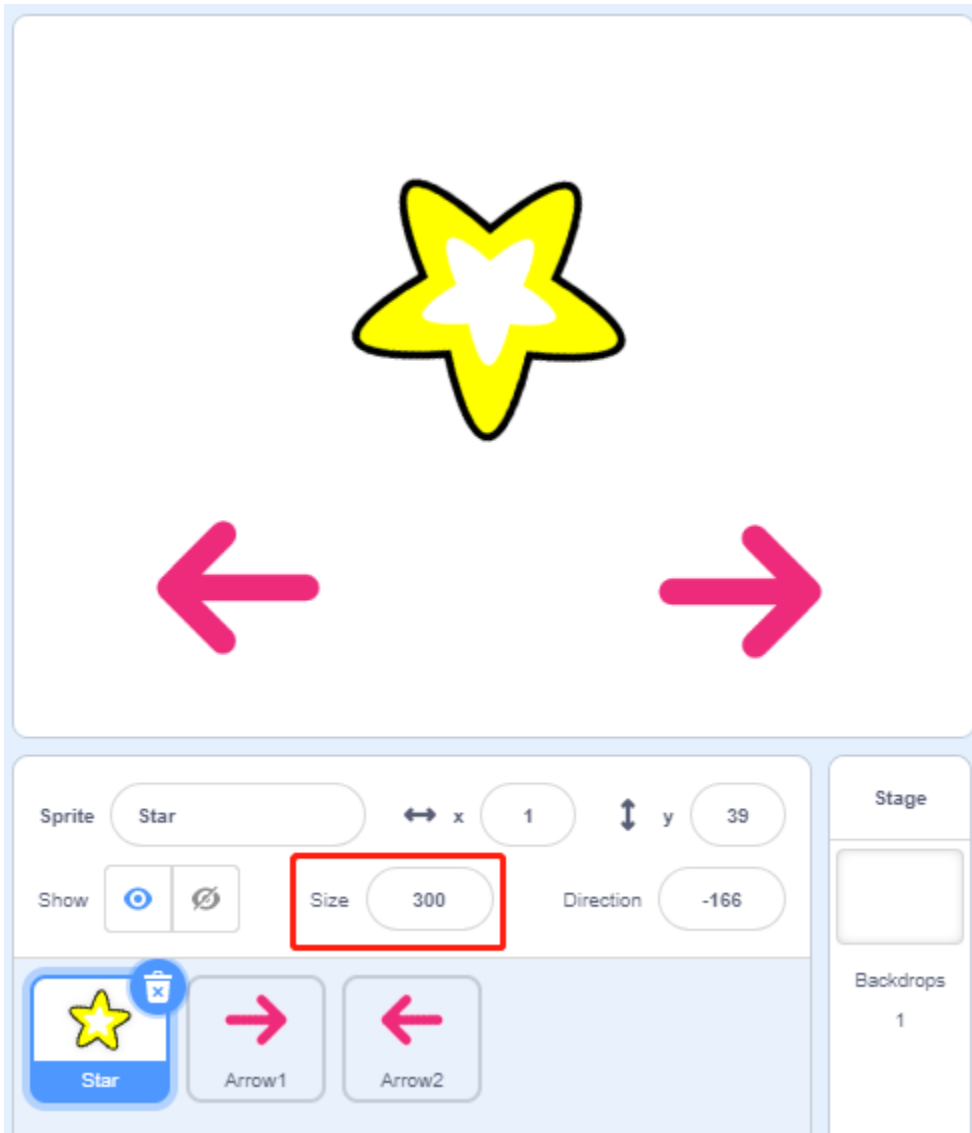 Sprite Star x 1 y 39
Show Size 300 Direction -166
Star Arrow1 Arrow2
Stage
Backdrops
1